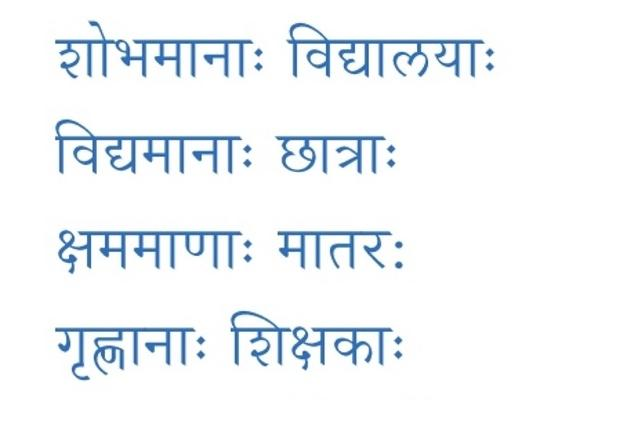 शोभमानाः विद्यालयाः
विद्यमानाः छात्राः
क्षममाणाः मातर:
गृह्णानाः शिक्षकाः